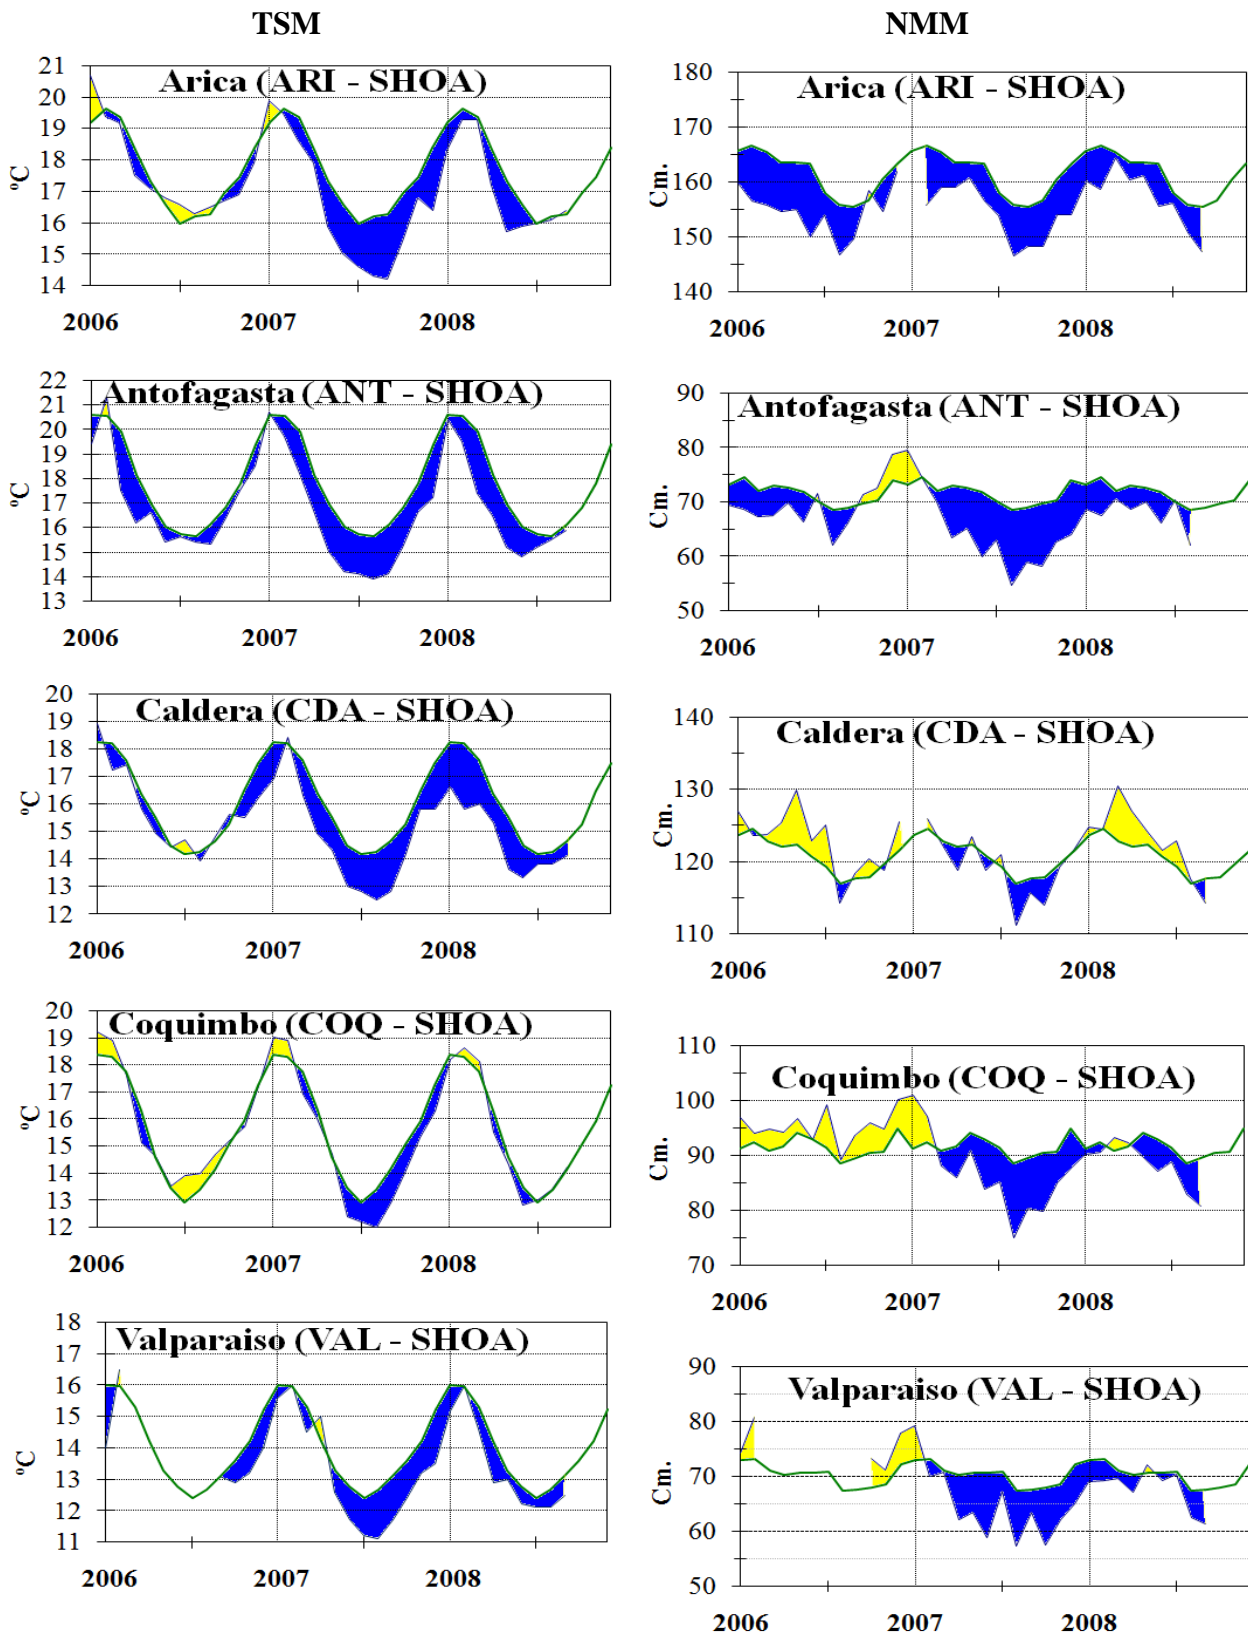 TSM
NMM
Arica (ARI - SHOA)
21
20
19
18
17
16
15
14
ºC
2006 2007 2008
Arica (ARI - SHOA)
180
170
160
150
140
Cm.
2006 2007 2008
Antofagasta (ANT - SHOA)
22
21
20
19
18
17
16
15
14
13
ºC
2006 2007 2008
Antofagasta (ANT - SHOA)
90
80
70
60
50
Cm.
2006 2007 2008
Caldera (CDA - SHOA)
20
19
18
17
16
15
14
13
12
ºC
2006 2007 2008
Caldera (CDA - SHOA)
140
130
120
110
Cm.
2006 2007 2008
Coquimbo (COQ - SHOA)
20
19
18
17
16
15
14
13
12
ºC
2006 2007 2008
Coquimbo (COQ - SHOA)
110
100
90
80
70
Cm.
2006 2007 2008
Valparaiso (VAL - SHOA)
18
17
16
15
14
13
12
11
ºC
2006 2007 2008
Valparaiso (VAL - SHOA)
90
80
70
60
50
Cm.
2006 2007 2008